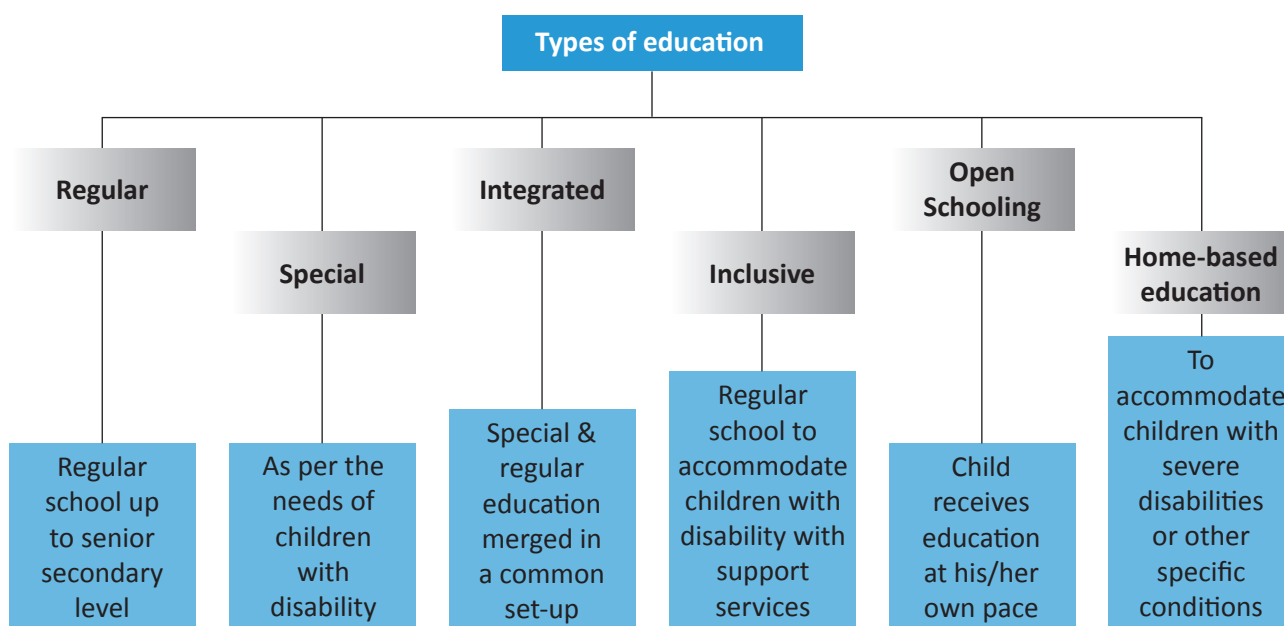 Types of education
Regular
Special
Integrated
Inclusive
Open
Schooling
Home-based
education
Regular
school up
to senior
secondary
level
As per the
needs of
children
with
disability
Special &
regular
education
merged in
a common
set-up
Regular
school to
accommodate
children with
disability with
support
services
Child
receives
education
at his/her
own pace
To
accommodate
children with
severe
disabilities
or other
specific
conditions